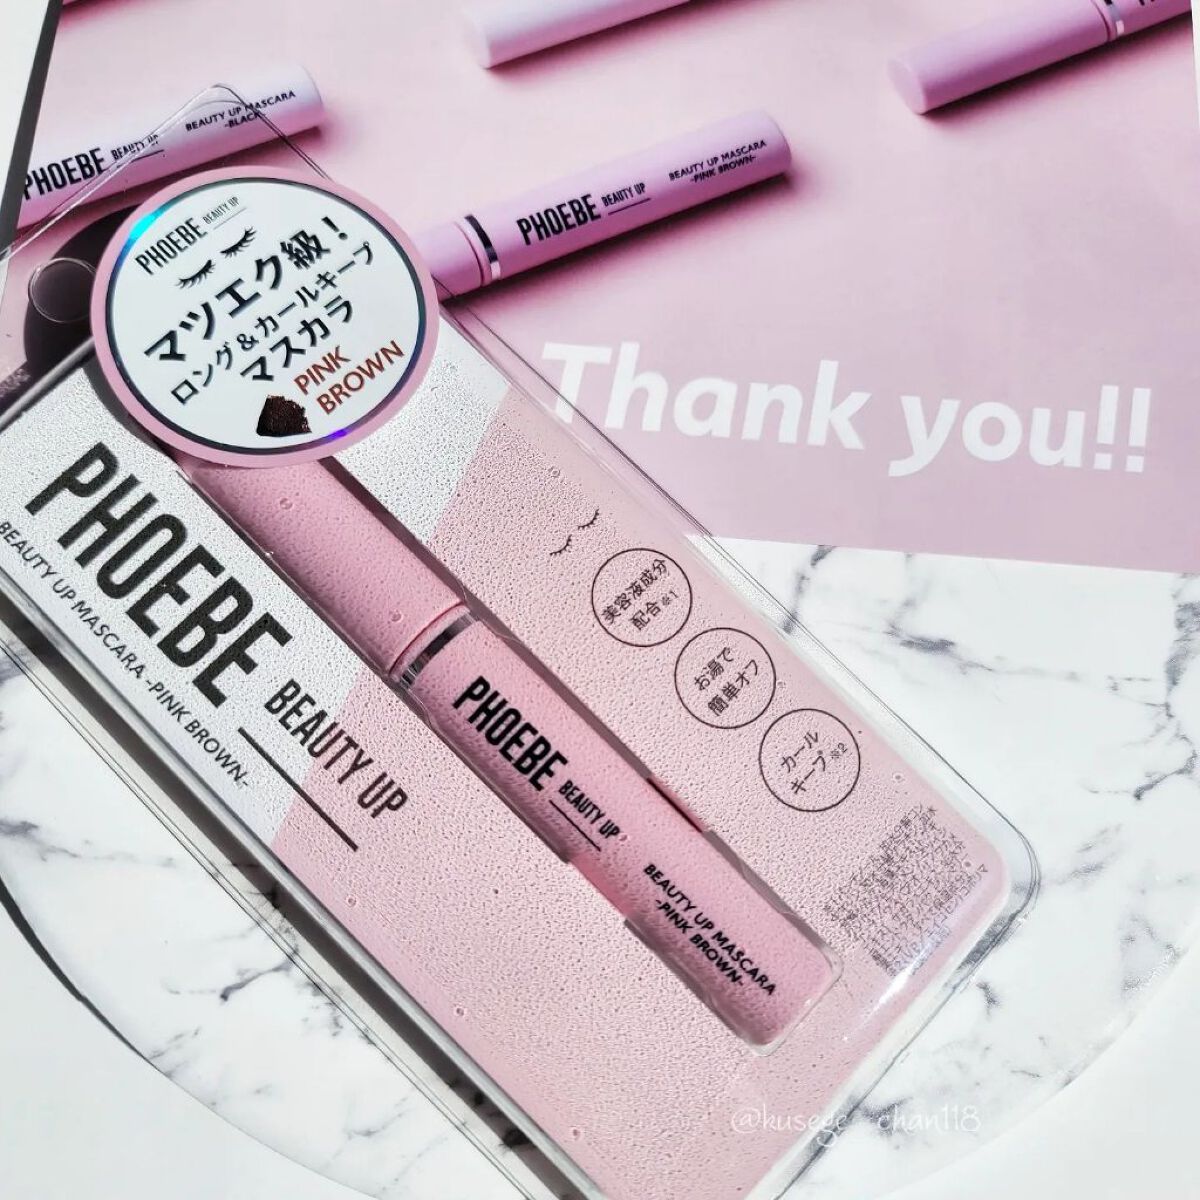 PHOEBE BEAUTY UP
BEAUTY UP MASCARA
-BLACK-
PHOEBE BEAUTY UP
BEAUTY UP MASCARA
-PINK BROWN-
Thank you!!
PHOEBE BEAUTY UP
マツエク級！
ロング＆カールキープ
マスカラ
PINK
BROWN
PHOEBE BEAUTY UP
BEAUTY UP MASCARA -PINK BROWN-
美容液成分
配合※1
お湯で
簡単オフ
カール
キープ※2
PHOEBE BEAUTY UP
BEAUTY UP MASCARA
-PINK BROWN-
@kusege__chan118